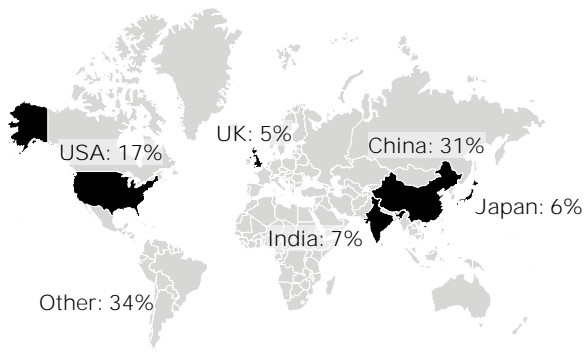 UK: 5%
USA: 17%
China: 31%
Japan: 6%
India: 7%
Other: 34%